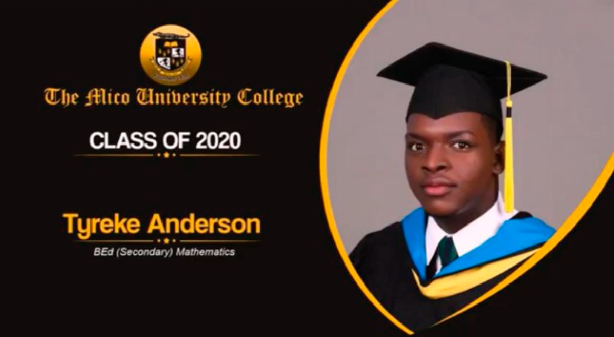 The Mico University College
CLASS OF 2020
Tyreke Anderson
BEd (Secondary) Mathematics